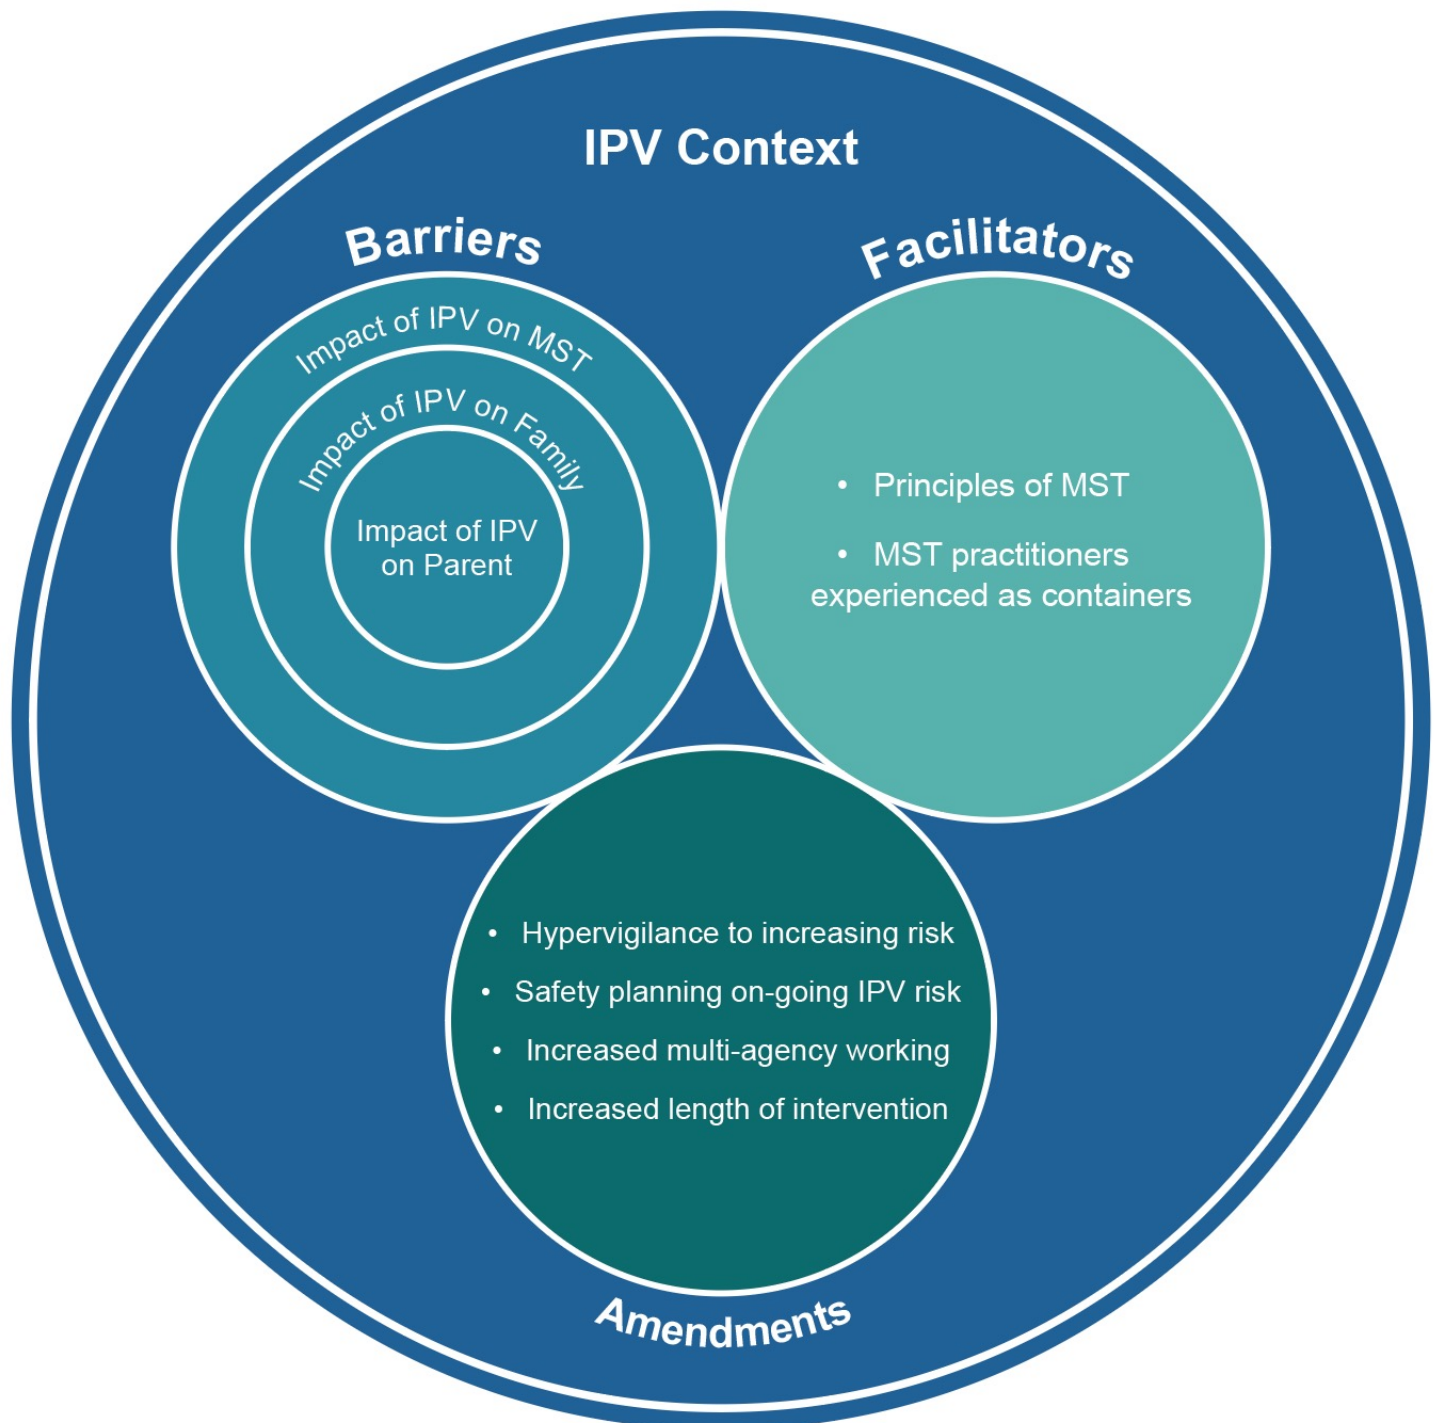 IPV Context
Barriers
Impact of IPV on MST
Impact of IPV on Family
Impact of IPV
on Parent
Facilitators
• Principles of MST
• MST practitioners
experienced as containers
• Hypervigilance to increasing risk
• Safety planning on-going IPV risk
• Increased multi-agency working
• Increased length of intervention
Amendments